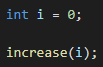 int i = 0;
increase(i);